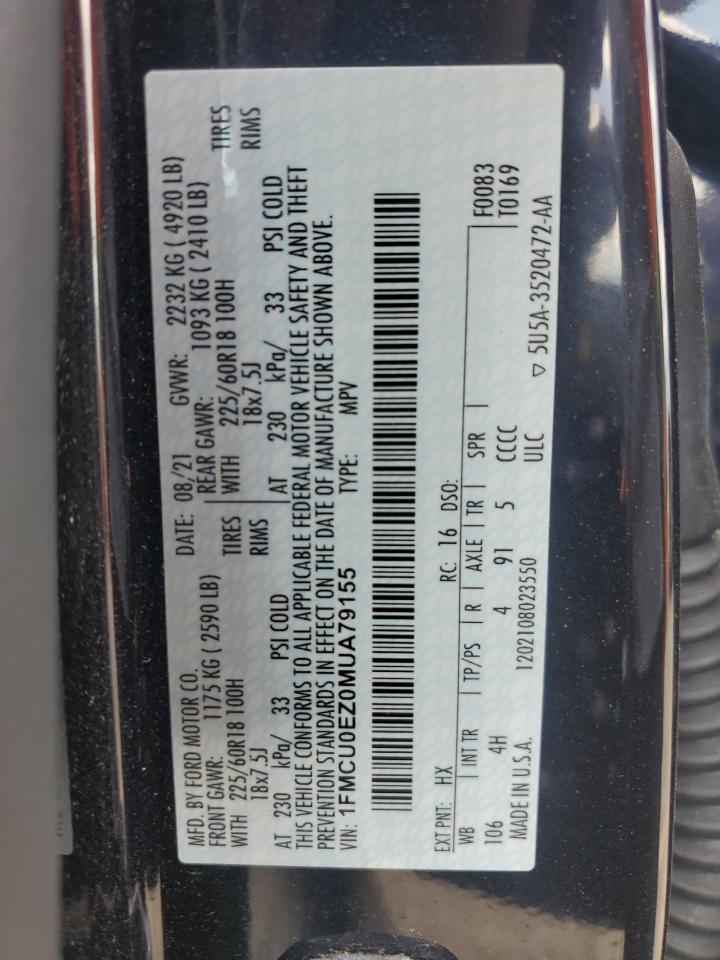 MFD. BY FORD MOTOR CO. DATE: 08/21 GVWR: 2232 KG ( 4920 LB)
FRONT GAWR: 1175 KG ( 2590 LB) REAR GAWR: 1093 KG ( 2410 LB)
WITH 225/60R18 100H TIRES WITH 225/60R18 100H TIRES
18x7.5J RIMS 18x7.5J RIMS
AT 230 kPa/ 33 PSI COLD AT 230 kPa/ 33 PSI COLD
THIS VEHICLE CONFORMS TO ALL APPLICABLE FEDERAL MOTOR VEHICLE SAFETY AND THEFT
PREVENTION STANDARDS IN EFFECT ON THE DATE OF MANUFACTURE SHOWN ABOVE.
VIN: 1FMCU0EZ0MUA79155 TYPE: MPV
EXT PNT: HX RC: 16 DSO: F0083
WB INT TR TP/PS R AXLE TR SPR T0169
106 4H 4 91 5 CCCC
MADE IN U.S.A. 1202108023550 ULC
▽ 5U5A-3520472-AA